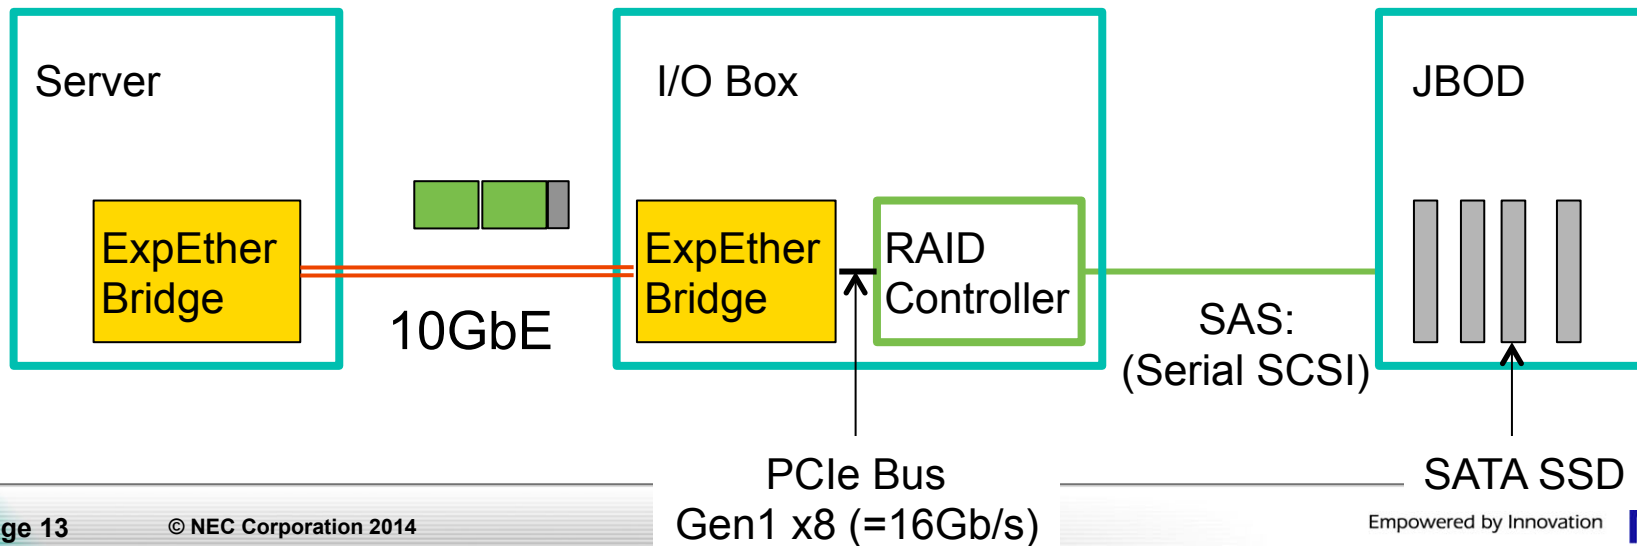 Server
I/O Box
JBOD
ExpEther
Bridge
10GbE
ExpEther
Bridge
RAID
Controller
SAS:
(Serial SCSI)
PCIe Bus
Gen1 x8 (=16Gb/s)
SATA SSD
ge 13
© NEC Corporation 2014
Empowered by Innovation